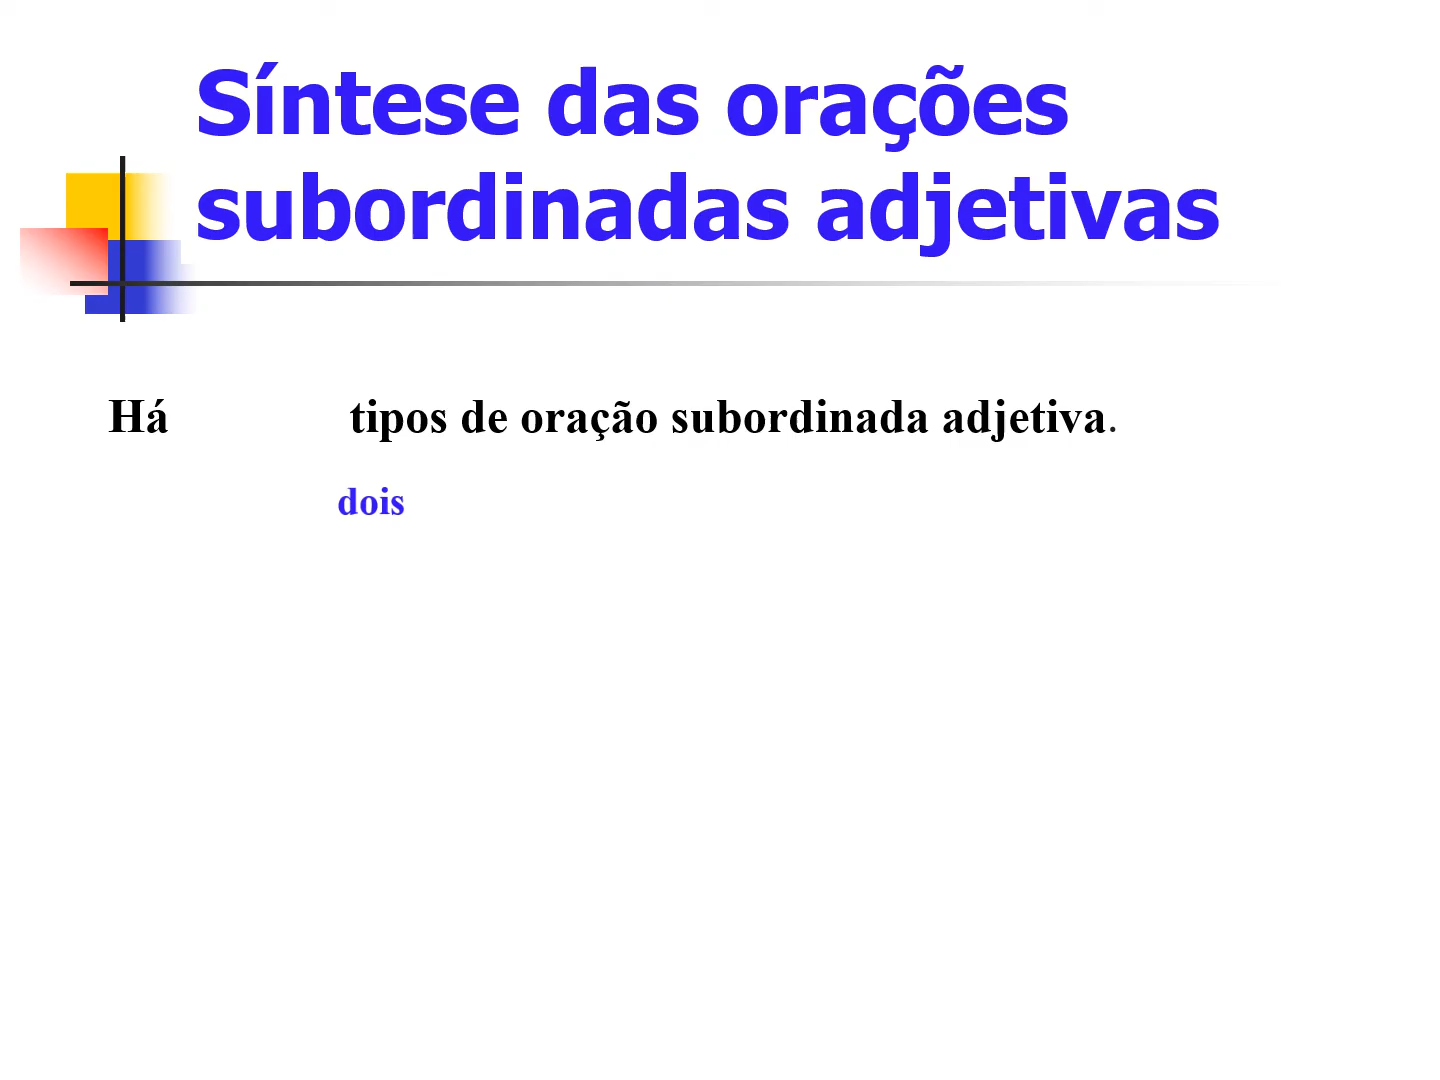 Síntese das orações
subordinadas adjetivas
Há tipos de oração subordinada adjetiva.
dois